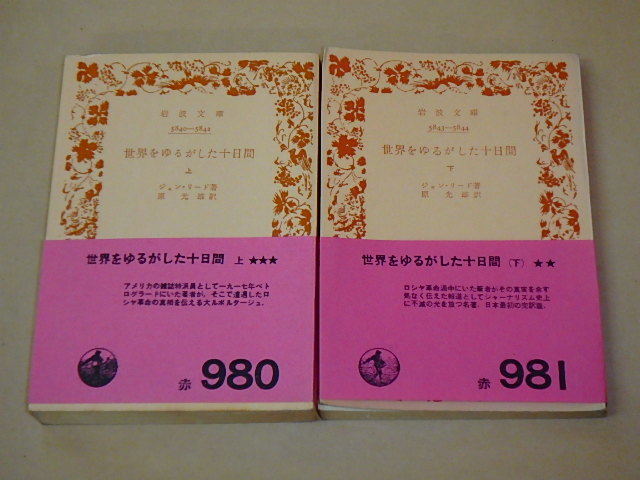 岩波文庫
3840—3842
世界をゆるがした十日間
上
ジョン・リード著
原光雄訳
世界をゆるがした十日間 上 ★★★
アメリカの雑誌特派員として一九一七年ペト
ログラードにいた著者が、そこで遭遇したロ
シヤ革命の真相を伝える大ルポルタージュ.
赤 980
岩波文庫
3843—3844
世界をゆるがした十日間
下
ジョン・リード著
原光雄訳
世界をゆるがした十日間 (下) ★★
ロシヤ革命渦中にいた著者がその真実を余す
処なく伝えた報道としてジャーナリズム史上
に不滅の光を放つ名著. 日本最初の完訳版.
赤 981